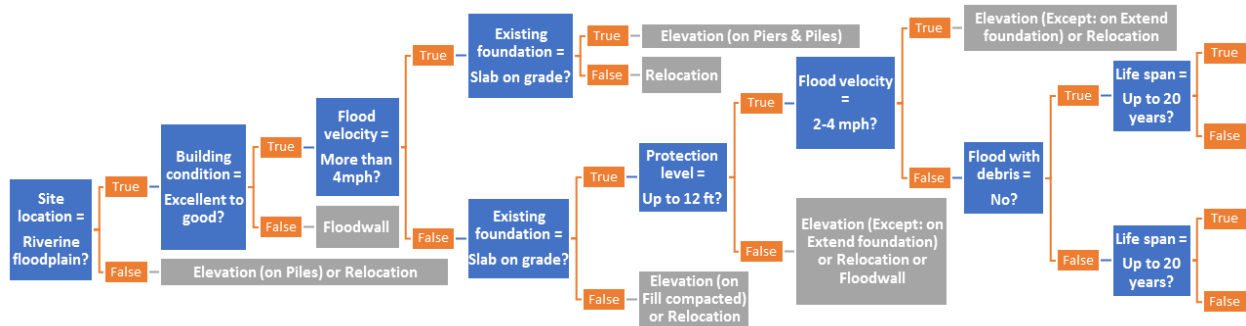 Site
location =
Riverine
floodplain?
True
False
Elevation (on Piles) or Relocation
Building
condition =
Excellent to
good?
True
False
Floodwall
Flood
velocity =
More than
4mph?
True
False
Existing
foundation =
Slab on grade?
True
Elevation (on Piers & Piles)
False
Relocation
Existing
foundation =
Slab on grade?
True
False
Elevation (on
Fill compacted)
or Relocation
Protection
level =
Up to 12 ft?
True
False
Elevation (Except: on
Extend foundation)
or Relocation or
Floodwall
Flood velocity
=
2-4 mph?
True
Elevation (Except: on Extend
foundation) or Relocation
False
Flood with
debris =
No?
True
False
Life span =
Up to 20
years?
True
False
Life span =
Up to 20
years?
True
False